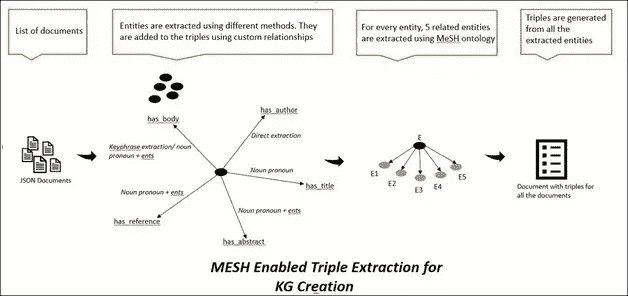 List of documents
Entities are extracted using different methods. They
are added to the triples using custom relationships
For every entity, 5 related entities
are extracted using MeSH ontology
Triples are generated
from all the
extracted entities
has_body
has_author
Direct extraction
Keyphrase extraction/ noun
pronoun + ents
Noun pronoun
has_title
Noun pronoun + ents
has_reference
Noun pronoun + ents
has_abstract
JSON Documents
E
E1
E2
E3
E4
E5
Document with triples for
all the documents
MESH Enabled Triple Extraction for
KG Creation